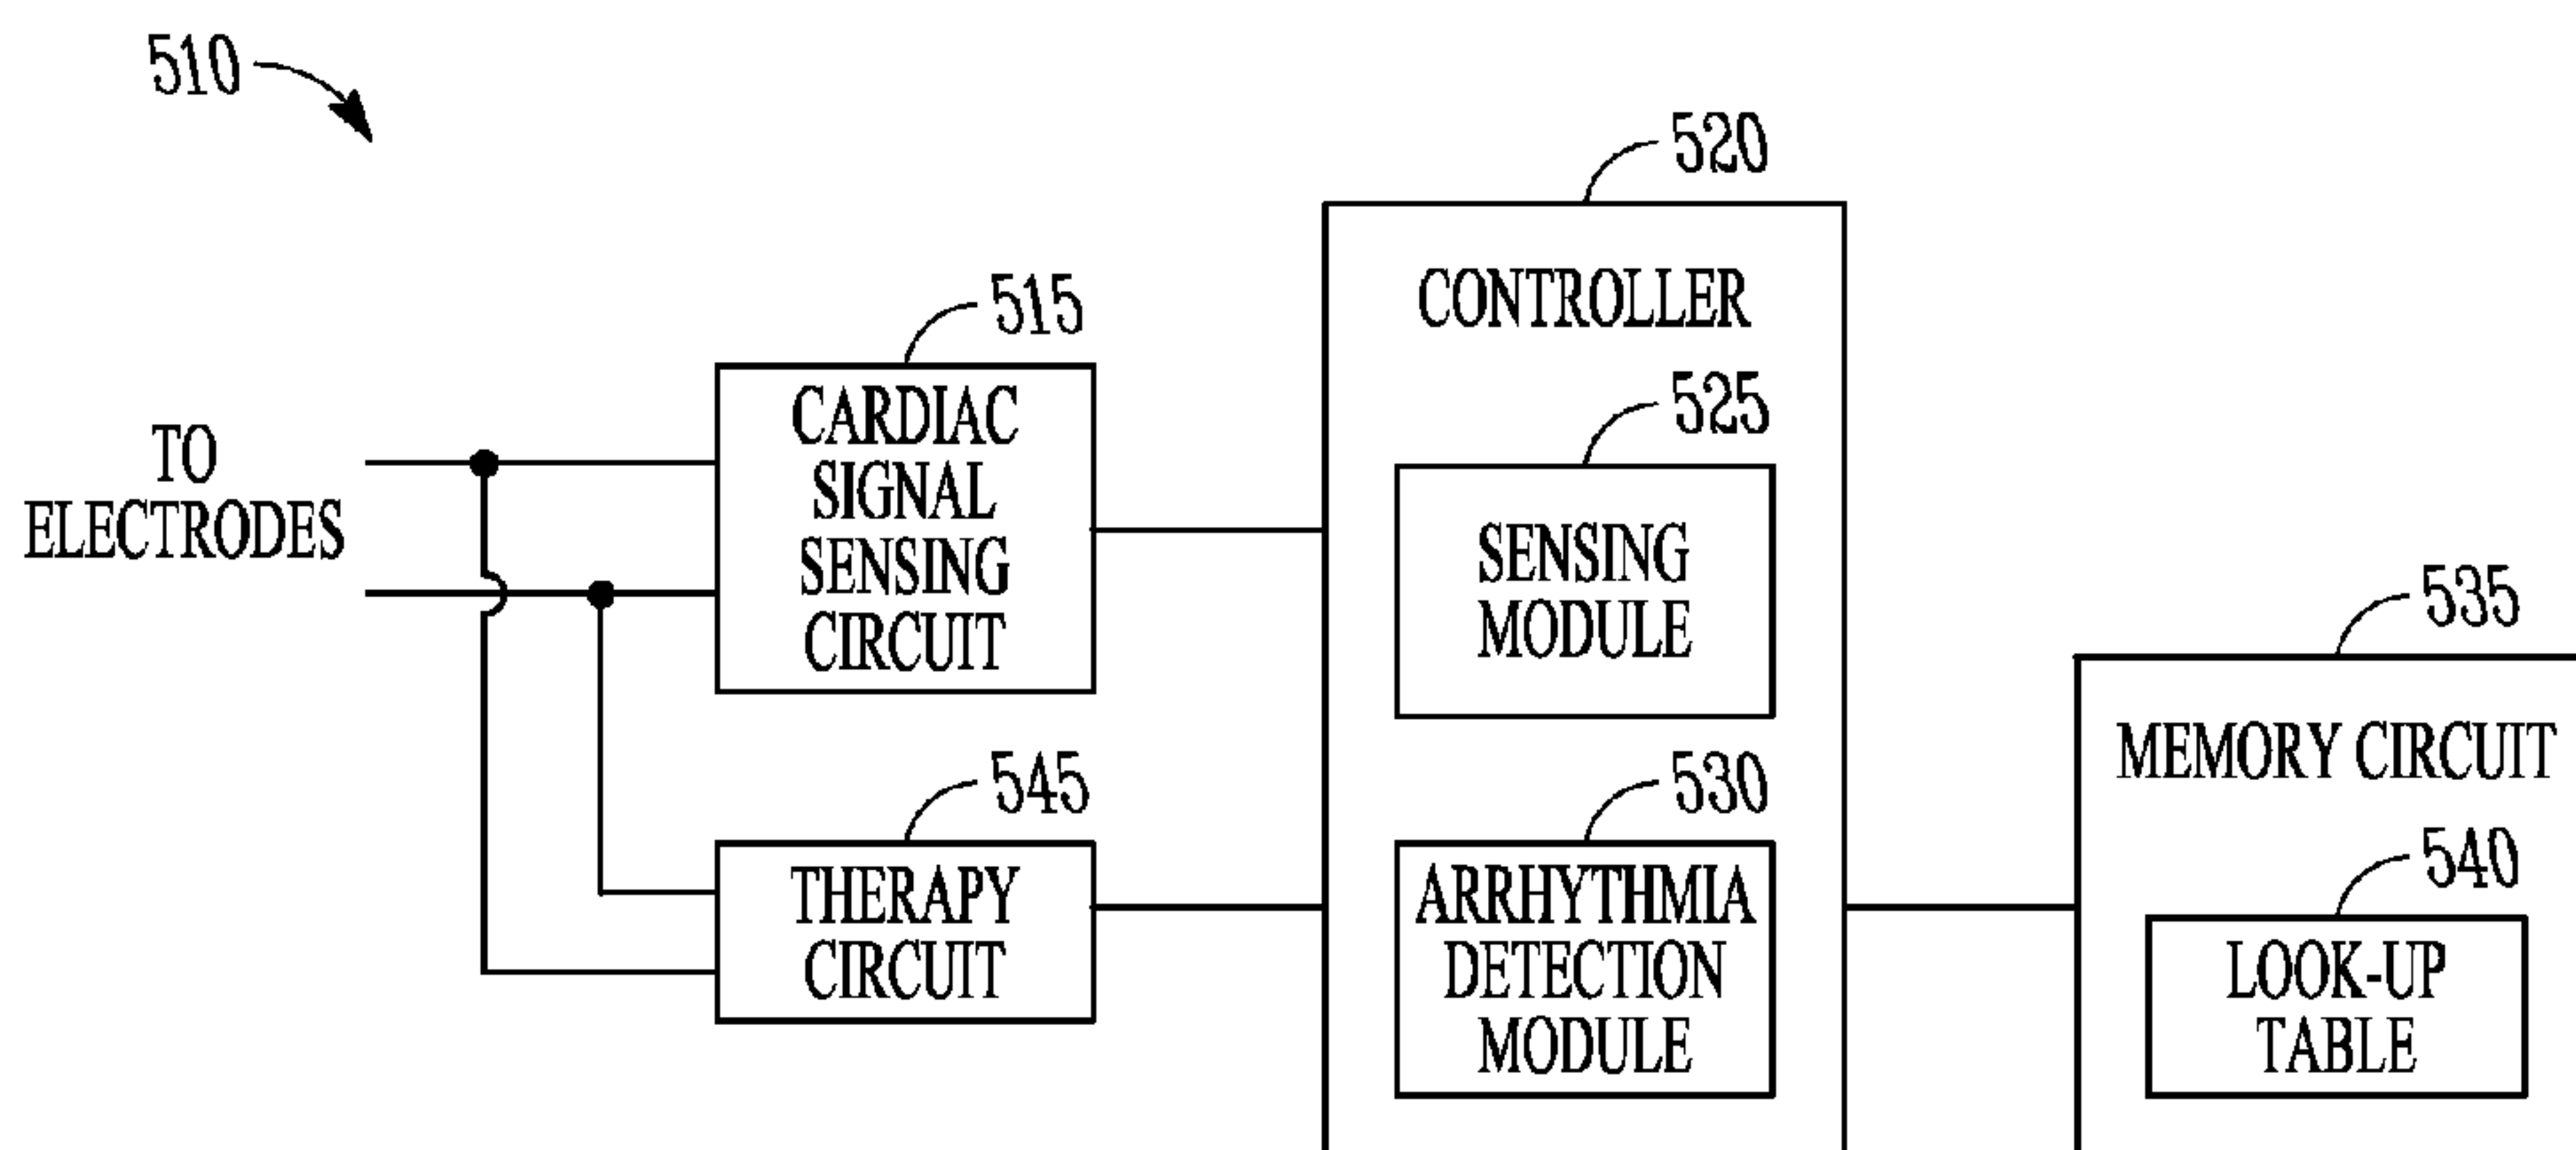 510
520
CONTROLLER
515
CARDIAC
SIGNAL
SENSING
CIRCUIT
525
SENSING
MODULE
TO
ELECTRODES
535
MEMORY CIRCUIT
545
THERAPY
CIRCUIT
530
ARRHYTHMIA
DETECTION
MODULE
540
LOOK-UP
TABLE